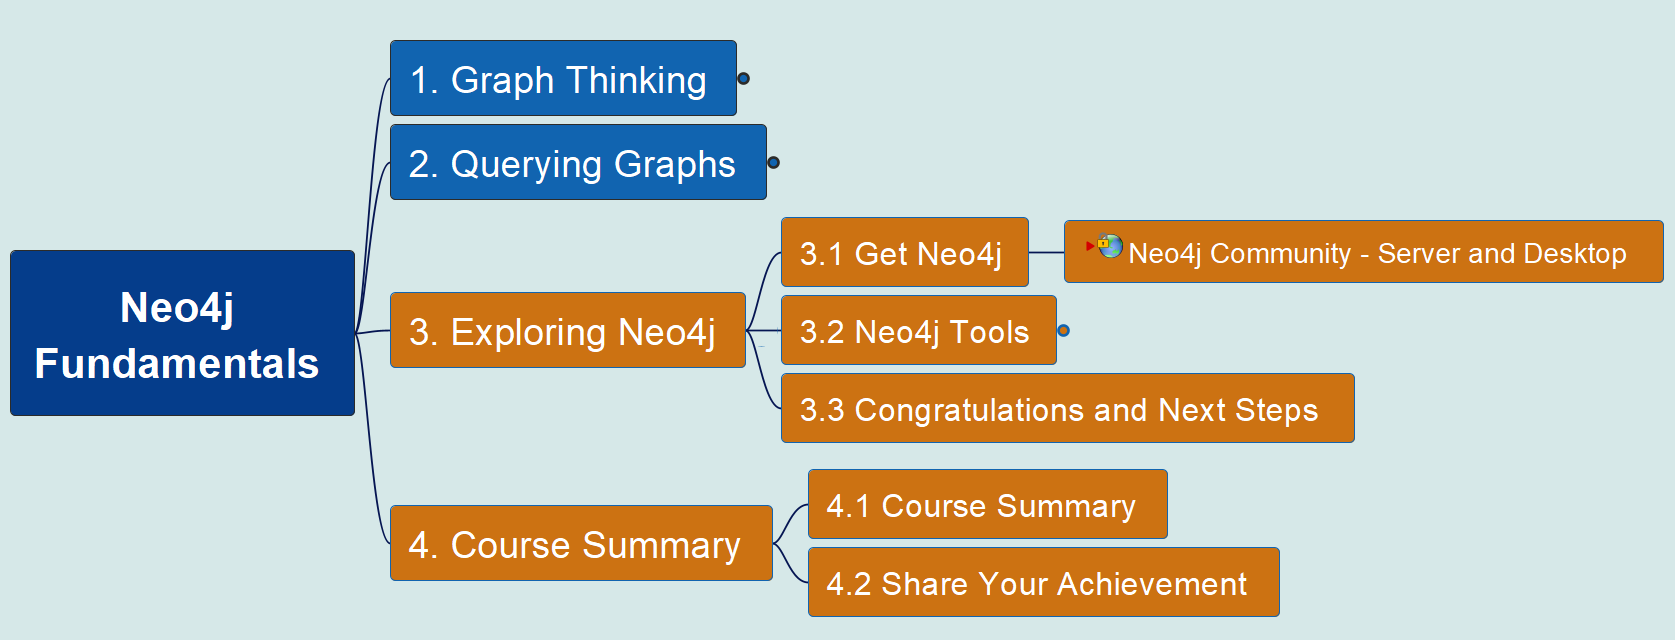 Neo4j
Fundamentals
1. Graph Thinking
2. Querying Graphs
3. Exploring Neo4j
3.1 Get Neo4j
Neo4j Community - Server and Desktop
3.2 Neo4j Tools
3.3 Congratulations and Next Steps
4. Course Summary
4.1 Course Summary
4.2 Share Your Achievement